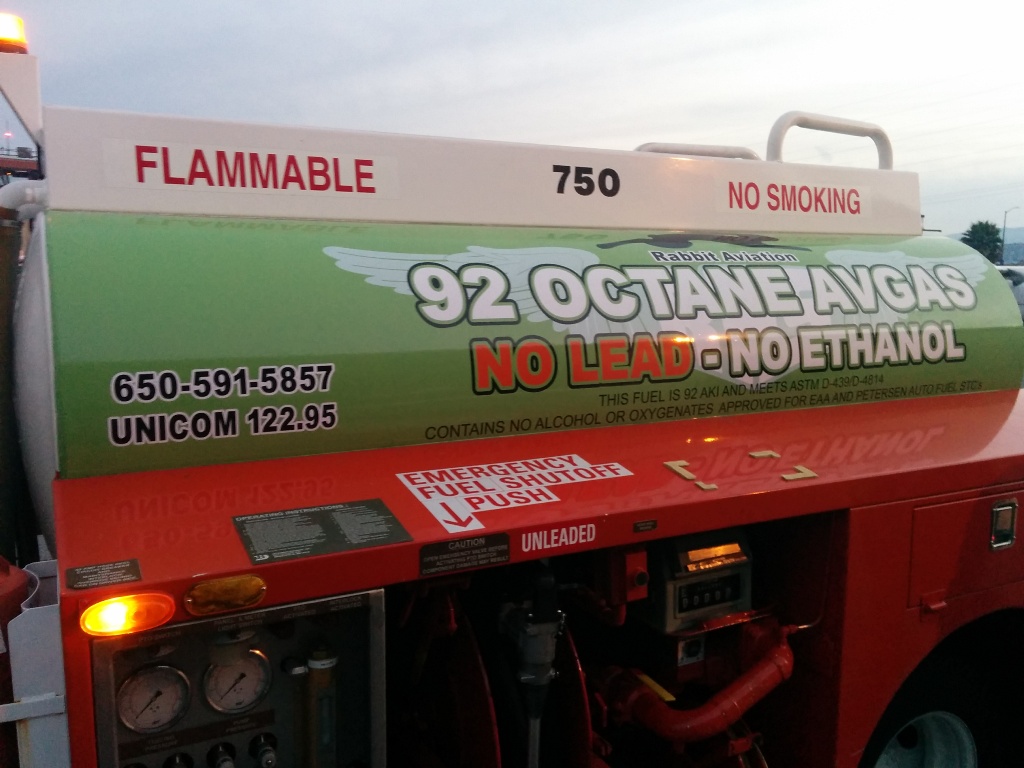 FLAMMABLE
750
NO SMOKING
Rabbit Aviation
92 OCTANE AVGAS
NO LEAD - NO ETHANOL
THIS FUEL IS 92 AKI AND MEETS ASTM D-439/D-4814
CONTAINS NO ALCOHOL OR OXYGENATES APPROVED FOR EAA AND PETERSEN AUTO FUEL STC's
650-591-5857
UNICOM 122.95
EMERGENCY
FUEL SHUTOFF
PUSH
OPERATING INSTRUCTIONS
UNLEADED
CAUTION